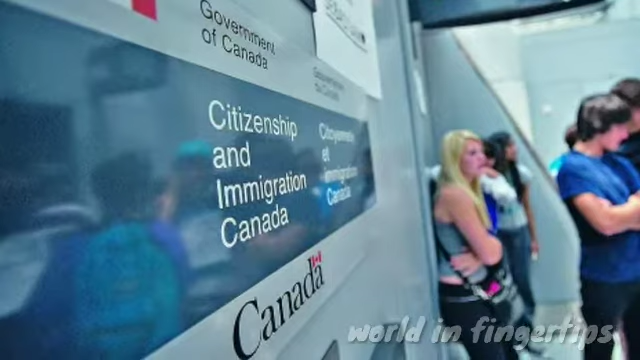 Government
of Canada
Citizenship
and
Immigration
Canada
Citoyenneté
et
Immigration
Canada
Canada
world in fingertips